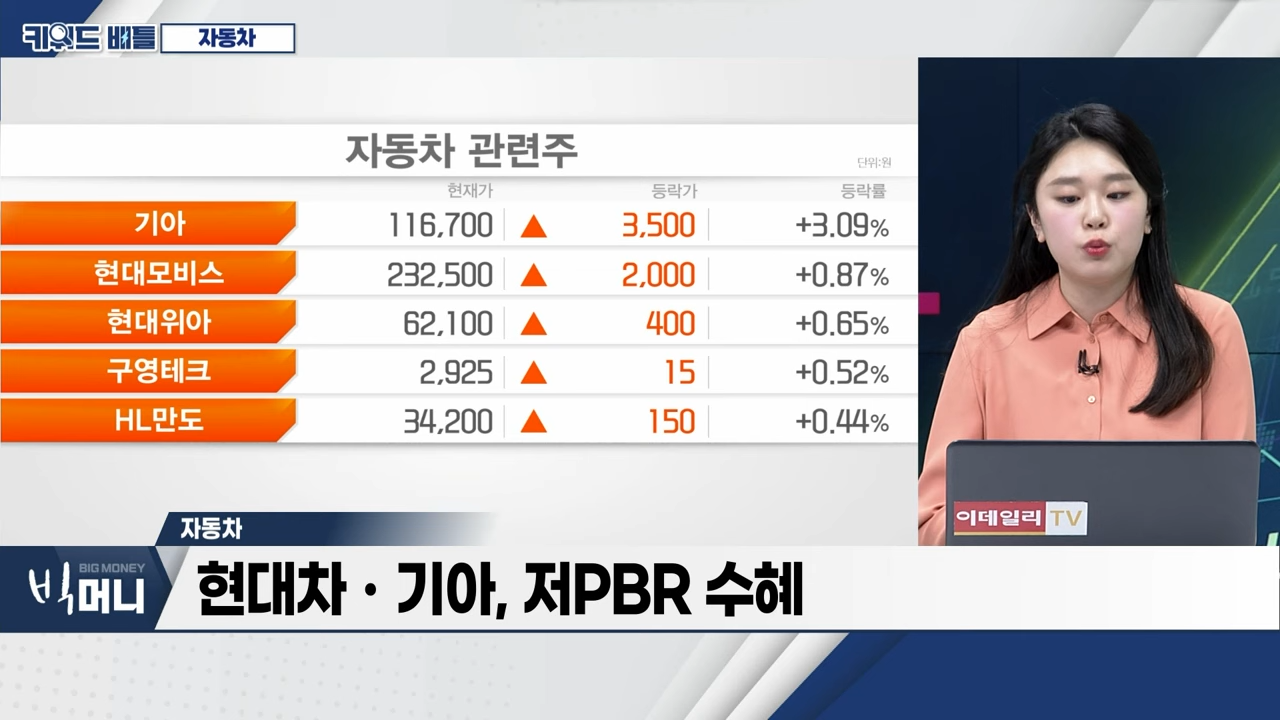 키워드 배틀 자동차
자동차 관련주
단위:원
현재가 등락가 등락률
기아 116,700 ▲ 3,500 +3.09%
현대모비스 232,500 ▲ 2,000 +0.87%
현대위아 62,100 ▲ 400 +0.65%
구영테크 2,925 ▲ 15 +0.52%
HL만도 34,200 ▲ 150 +0.44%
이데일리TV
자동차
BIG MONEY
빅머니
현대차 · 기아, 저PBR 수혜